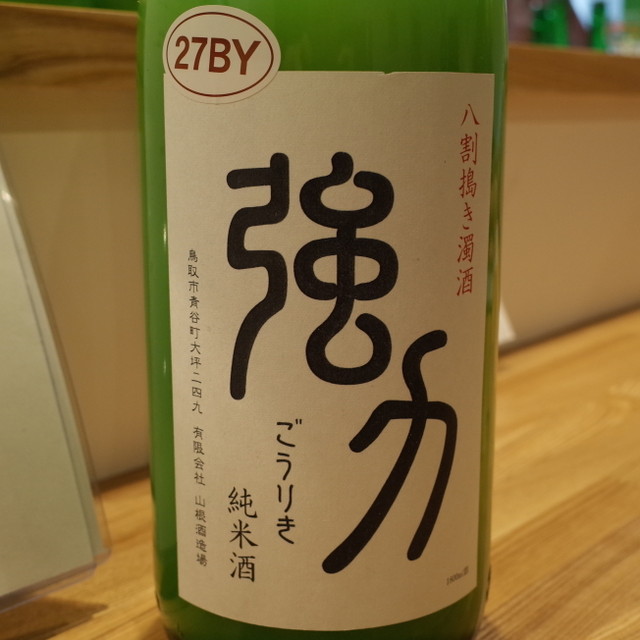 27BY
八割搗き濁酒
強力
ごうりき
純米酒
鳥取市青谷町大坪二四九 有限会社 山根酒造場